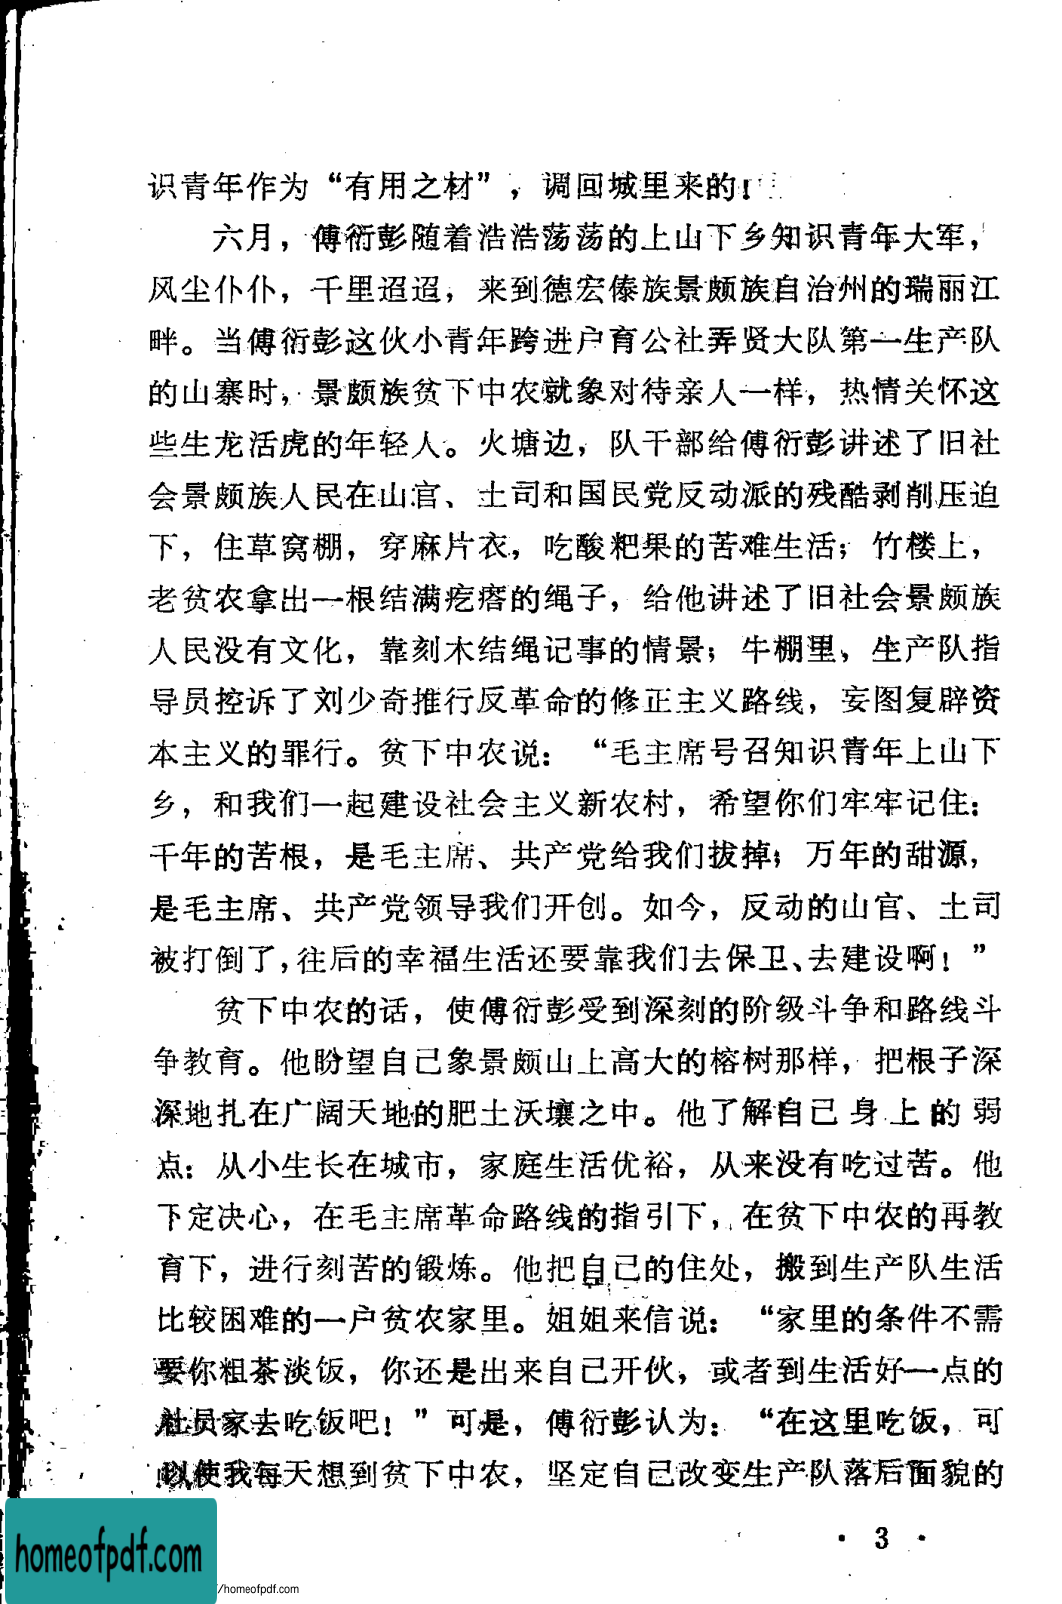 识青年作为“有用之材”，调回城里来的！
六月，傅衍彭随着浩浩荡荡的上山下乡知识青年大军，
风尘仆仆，千里迢迢，来到德宏傣族景颇族自治州的瑞丽江
畔。当傅衍彭这伙小青年跨进户育公社弄贤大队第一生产队
的山寨时，景颇族贫下中农就象对待亲人一样，热情关怀这
些生龙活虎的年轻人。火塘边，队干部给傅衍彭讲述了旧社
会景颇族人民在山官、土司和国民党反动派的残酷剥削压迫
下，住草窝棚，穿麻片衣，吃酸粑果的苦难生活；竹楼上，
老贫农拿出一根结满疙瘩的绳子，给他讲述了旧社会景颇族
人民没有文化，靠刻木结绳记事的情景；牛棚里，生产队指
导员控诉了刘少奇推行反革命的修正主义路线，妄图复辟资
本主义的罪行。贫下中农说：“毛主席号召知识青年上山下
乡，和我们一起建设社会主义新农村，希望你们牢牢记住：
千年的苦根，是毛主席、共产党给我们拔掉；万年的甜源，
是毛主席、共产党领导我们开创。如今，反动的山官、土司
被打倒了，往后的幸福生活还要靠我们去保卫、去建设啊！”
贫下中农的话，使傅衍彭受到深刻的阶级斗争和路线斗
争教育。他盼望自己象景颇山上高大的榕树那样，把根子深
深地扎在广阔天地的肥土沃壤之中。他了解自己身上的弱
点：从小生长在城市，家庭生活优裕，从来没有吃过苦。他
下定决心，在毛主席革命路线的指引下，在贫下中农的再教
育下，进行刻苦的锻炼。他把自己的住处，搬到生产队生活
比较困难的一户贫农家里。姐姐来信说：“家里的条件不需
要你粗茶淡饭，你还是出来自己开伙，或者到生活好一点的
社员家去吃饭吧！”可是，傅衍彭认为：“在这里吃饭，可
以使我每天想到贫下中农，坚定自己改变生产队落后面貌的
· 3 ·
homeofpdf.com
/homeofpdf.com